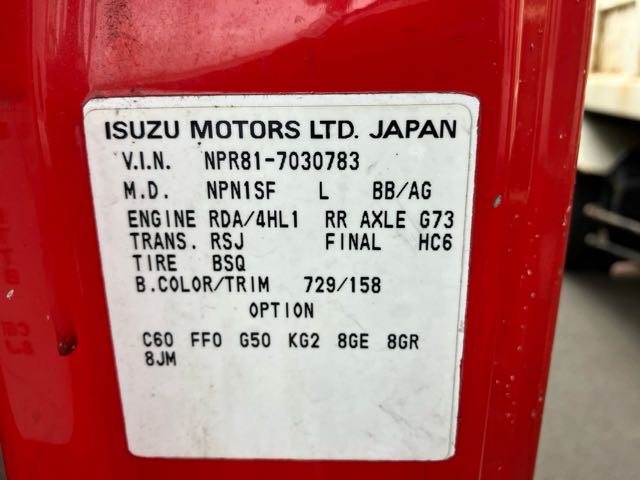 ISUZU MOTORS LTD. JAPAN
V.I.N. NPR81-7030783
M.D. NPN1SF L BB/AG
ENGINE RDA/4HL1 RR AXLE G73
TRANS. RSJ FINAL HC6
TIRE BSQ
B.COLOR/TRIM 729/158
OPTION
C60 FF0 G50 KG2 8GE 8GR
8JM